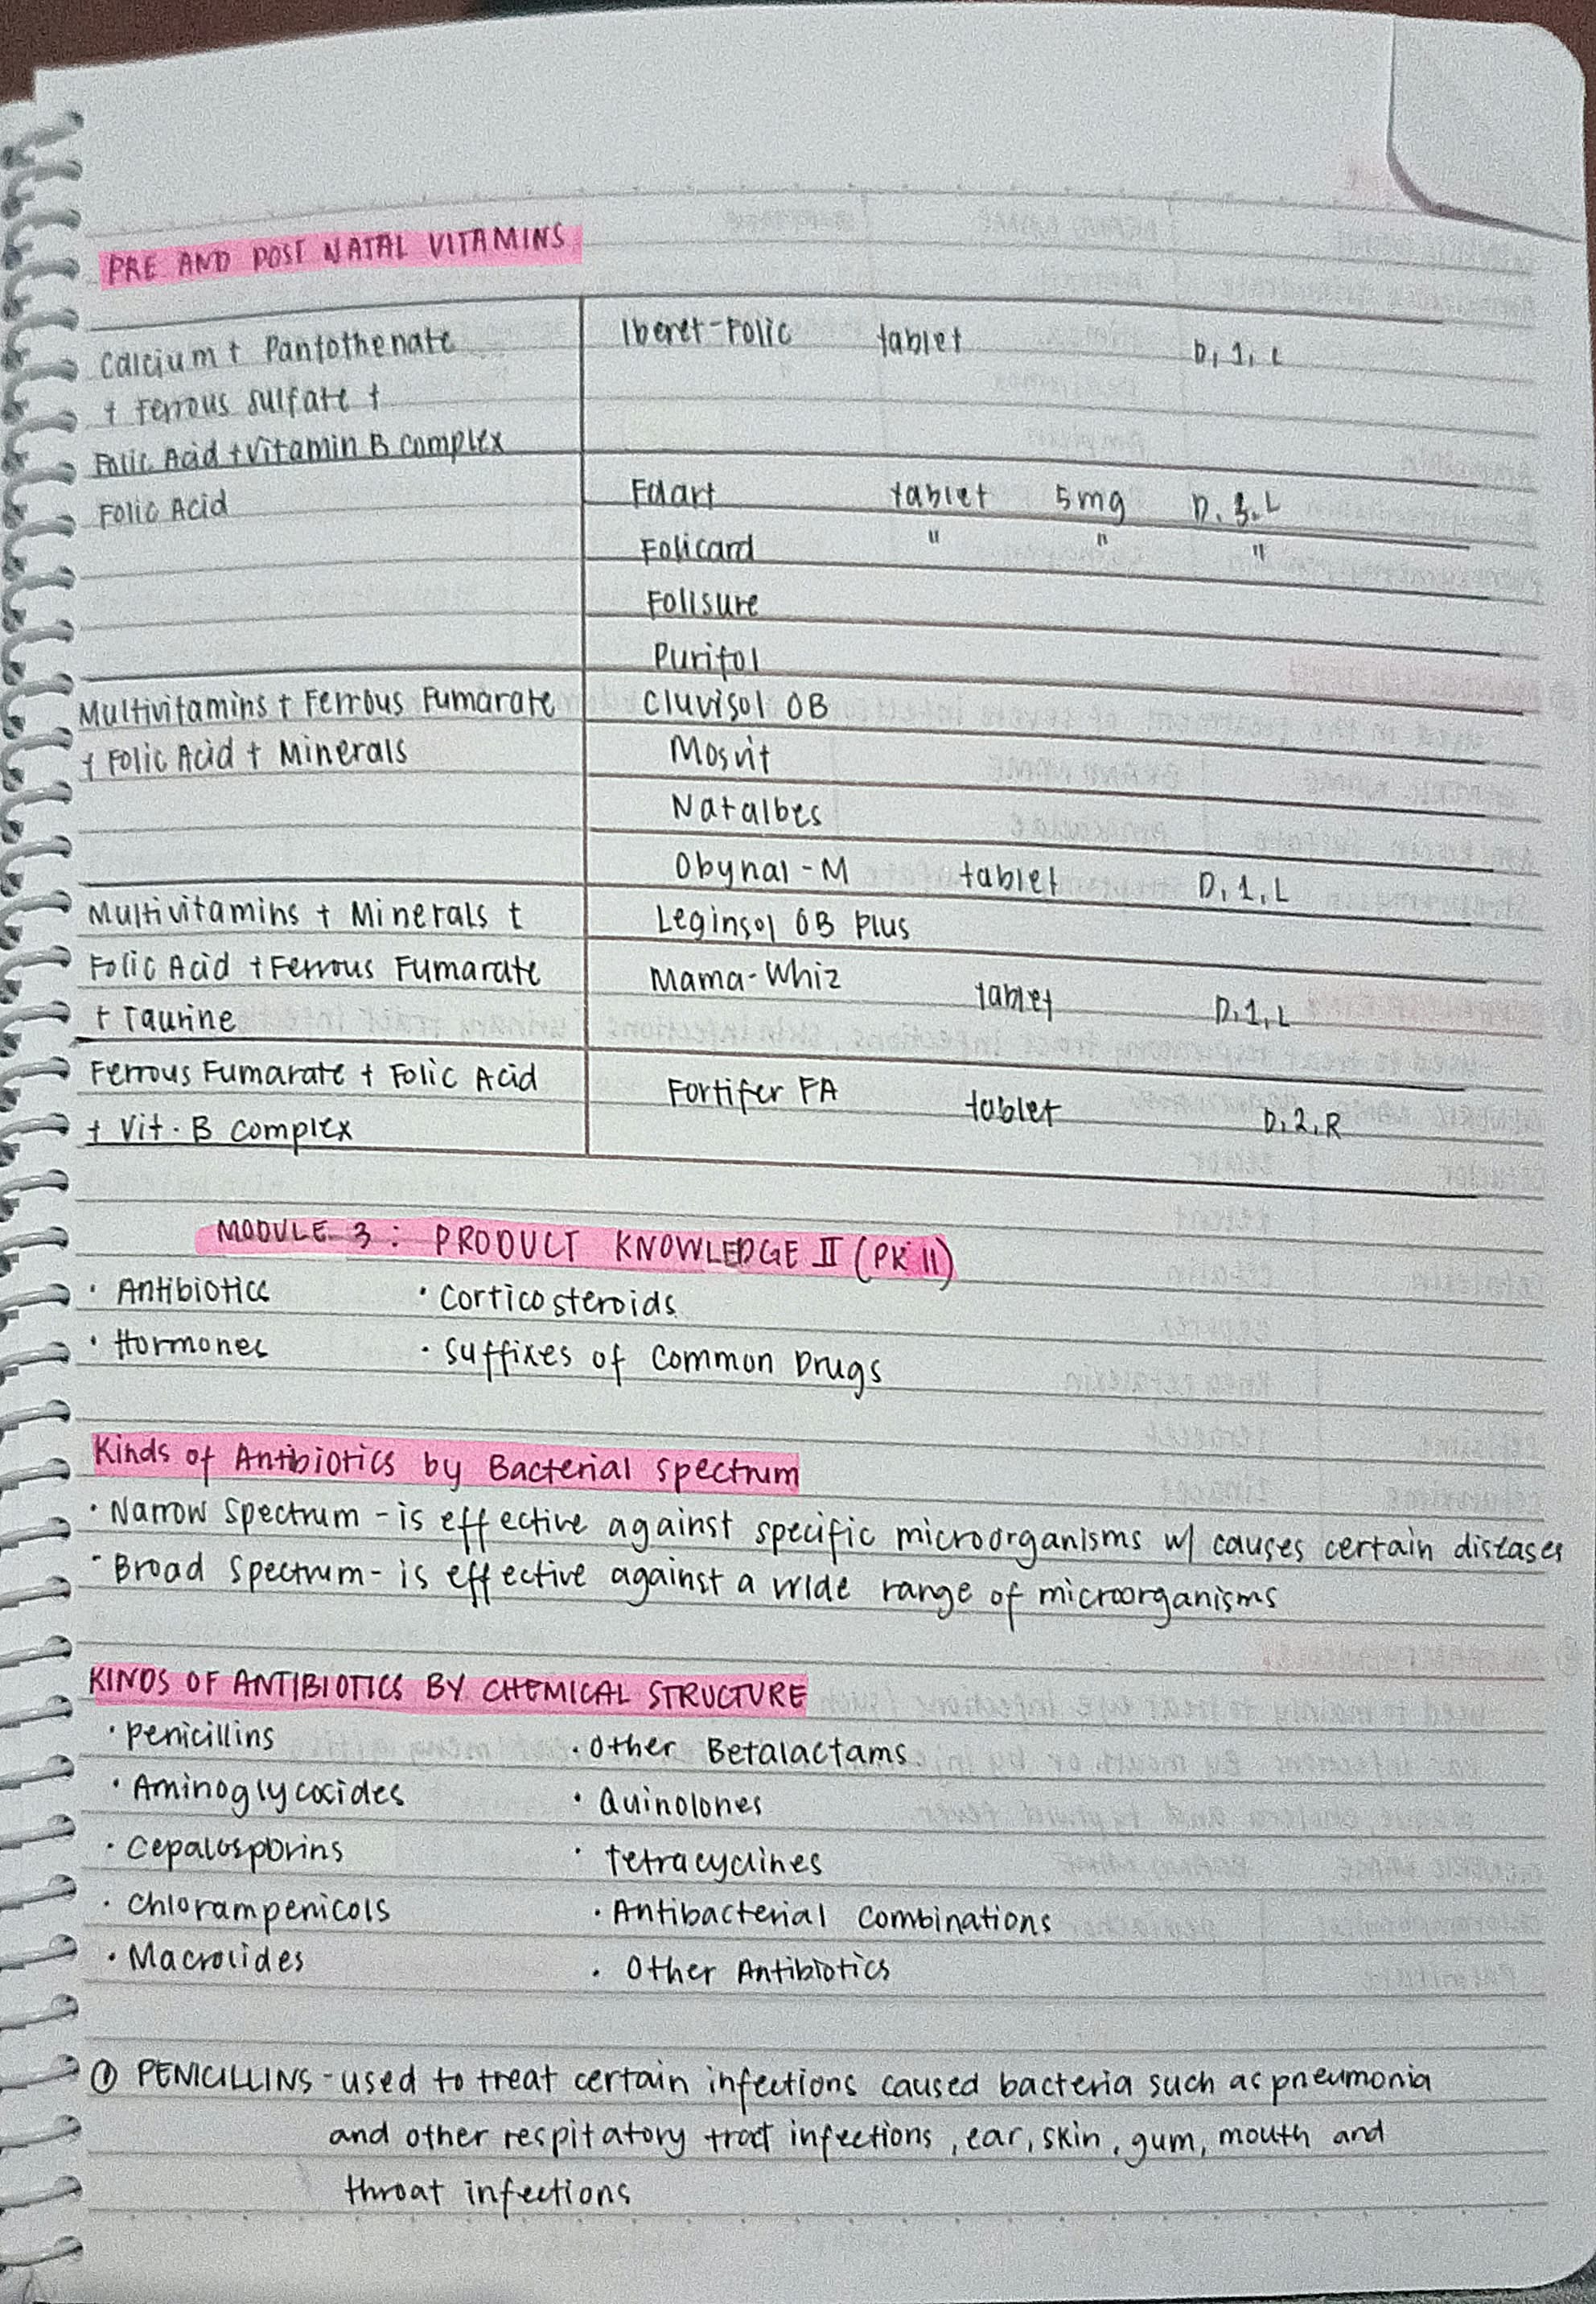 PRE AND POST NATAL VITAMINS
Calcium + Pantothenate Iberet-Folic tablet D, 1, L
+ Ferrous sulfate +
Folic Acid + Vitamin B Complex
Folic Acid Folart tablet 5mg D, 3, L
Folicard " " "
Folisure
Purifol
Multivitamins + Ferrous Fumarate Cluvisol OB
+ Folic Acid + Minerals Mosvit
Natalbes
Obynal-M tablet D, 1, L
Multivitamins + Minerals + Leginsol OB Plus
Folic Acid + Ferrous Fumarate Mama-Whiz tablet D, 1, L
+ Taurine
Ferrous Fumarate + Folic Acid Fortifer FA tablet D, 2, R
+ Vit. B Complex
MODULE 3: PRODUCT KNOWLEDGE II (PK II)
· Antibiotics · Corticosteroids
· Hormones · Suffixes of Common Drugs
Kinds of Antibiotics by Bacterial Spectrum
· Narrow Spectrum - is effective against specific microorganisms w/ causes certain diseases
· Broad Spectrum - is effective against a wide range of microorganisms
KINDS OF ANTIBIOTICS BY CHEMICAL STRUCTURE
· Penicillins · Other Betalactams
· Aminoglycosides · Quinolones
· Cepalosporins · Tetracyclines
· Chlorampenicols · Antibacterial Combinations
· Macrolides · Other Antibiotics
① PENICILLINS - used to treat certain infections caused bacteria such as pneumonia
and other respitatory tract infections, ear, skin, gum, mouth and
throat infections